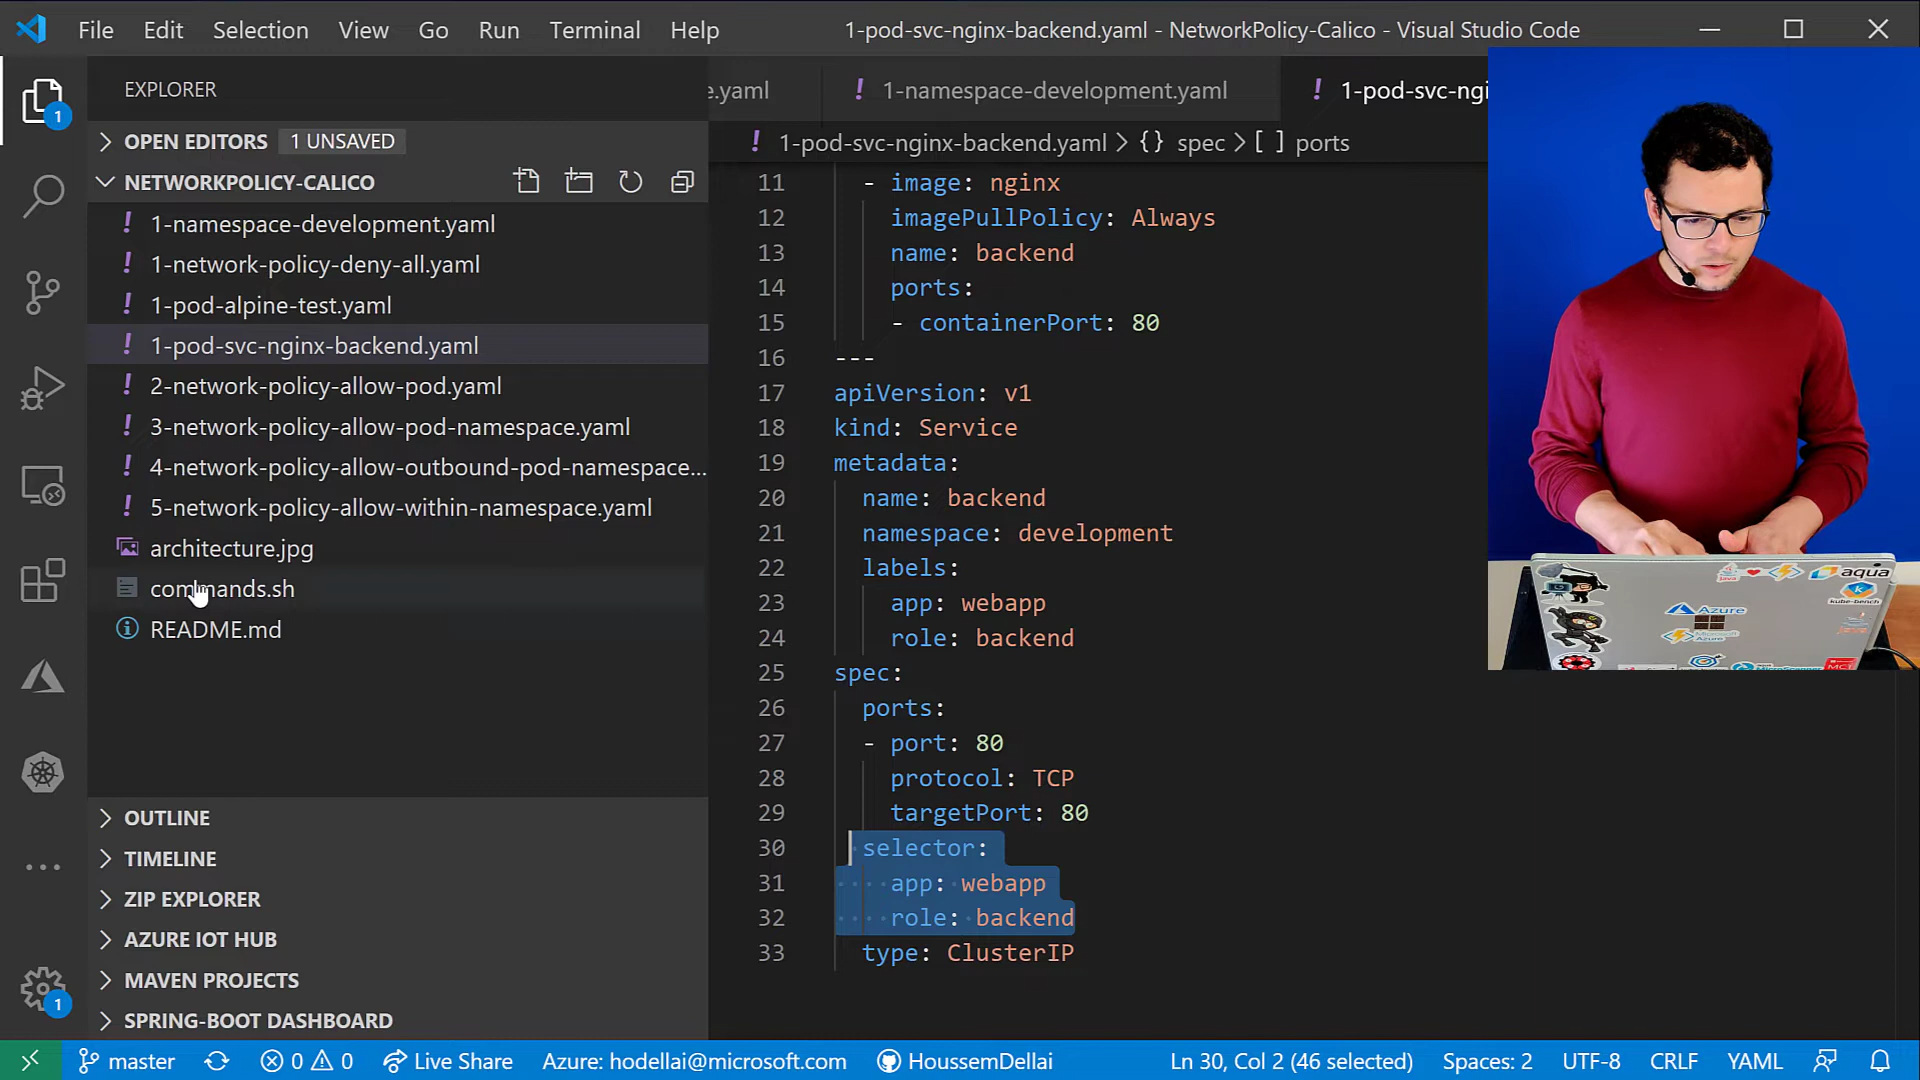 File Edit Selection View Go Run Terminal Help
1-pod-svc-nginx-backend.yaml - NetworkPolicy-Calico - Visual Studio Code
EXPLORER
OPEN EDITORS 1 UNSAVED
NETWORKPOLICY-CALICO
! 1-namespace-development.yaml
! 1-network-policy-deny-all.yaml
! 1-pod-alpine-test.yaml
! 1-pod-svc-nginx-backend.yaml
! 2-network-policy-allow-pod.yaml
! 3-network-policy-allow-pod-namespace.yaml
! 4-network-policy-allow-outbound-pod-namespace...
! 5-network-policy-allow-within-namespace.yaml
architecture.jpg
commands.sh
README.md
OUTLINE
TIMELINE
ZIP EXPLORER
AZURE IOT HUB
MAVEN PROJECTS
SPRING-BOOT DASHBOARD
1
1
e.yaml ! 1-namespace-development.yaml ! 1-pod-svc-ngi
! 1-pod-svc-nginx-backend.yaml > {} spec > [ ] ports
11 - image: nginx
12 imagePullPolicy: Always
13 name: backend
14 ports:
15 - containerPort: 80
16 ---
17 apiVersion: v1
18 kind: Service
19 metadata:
20 name: backend
21 namespace: development
22 labels:
23 app: webapp
24 role: backend
25 spec:
26 ports:
27 - port: 80
28 protocol: TCP
29 targetPort: 80
30 selector:
31 app: webapp
32 role: backend
33 type: ClusterIP
aqua
kube-bench
Azure
Microsoft
Azure
MCT
master 0 0 Live Share Azure: hodellai@microsoft.com HoussemDellai Ln 30, Col 2 (46 selected) Spaces: 2 UTF-8 CRLF YAML